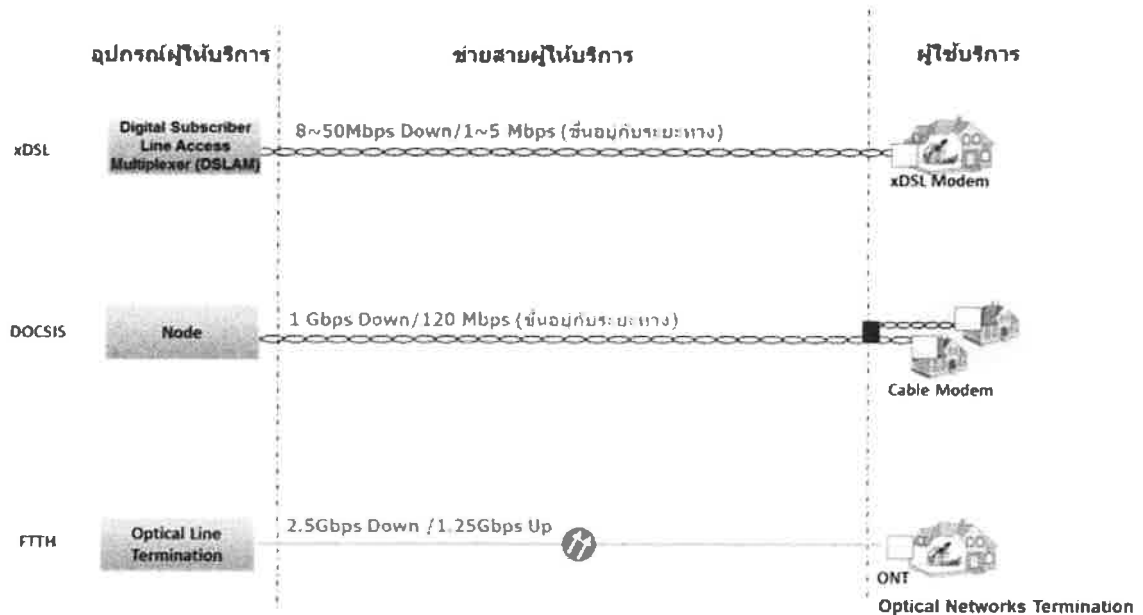 อุปกรณ์ผู้ให้บริการ
ข่ายสายผู้ให้บริการ
ผู้ใช้บริการ
xDSL
Digital Subscriber
Line Access
Multiplexer (DSLAM)
8~50Mbps Down/1~5 Mbps (ขึ้นอยู่กับระยะทาง)
xDSL Modem
DOCSIS
Node
1 Gbps Down/120 Mbps (ขึ้นอยู่กับระยะทาง)
Cable Modem
FTTH
Optical Line
Termination
2.5Gbps Down /1.25Gbps Up
ONT
Optical Networks Termination